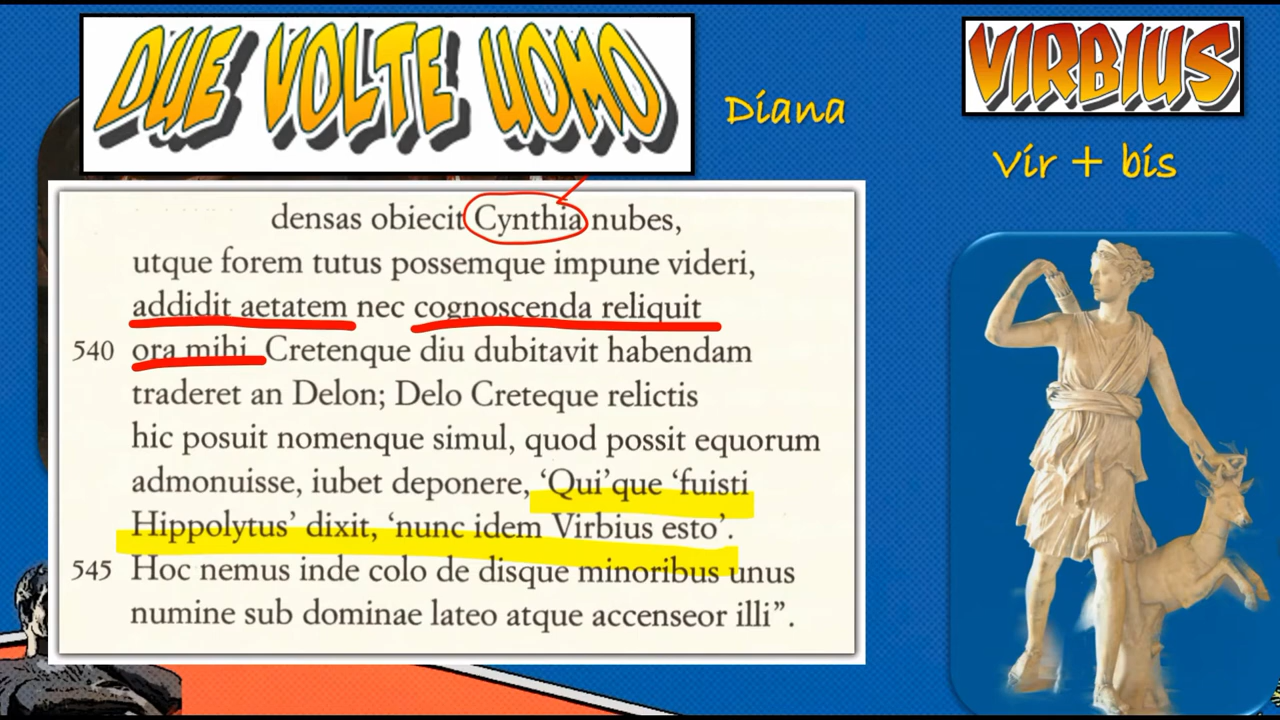 DUE VOLTE UOMO
Diana
VIRBIUS
Vir + bis
densas obiecit Cynthia nubes,
utque forem tutus possemque impune videri,
addidit aetatem nec cognoscenda reliquit
540 ora mihi. Cretenque diu dubitavit habendam
traderet an Delon; Delo Creteque relictis
hic posuit nomenque simul, quod possit equorum
admonuisse, iubet deponere, ‘Qui’que ‘fuisti
Hippolytus’ dixit, ‘nunc idem Virbius esto’.
545 Hoc nemus inde colo de disque minoribus unus
numine sub dominae lateo atque accenseor illi”.